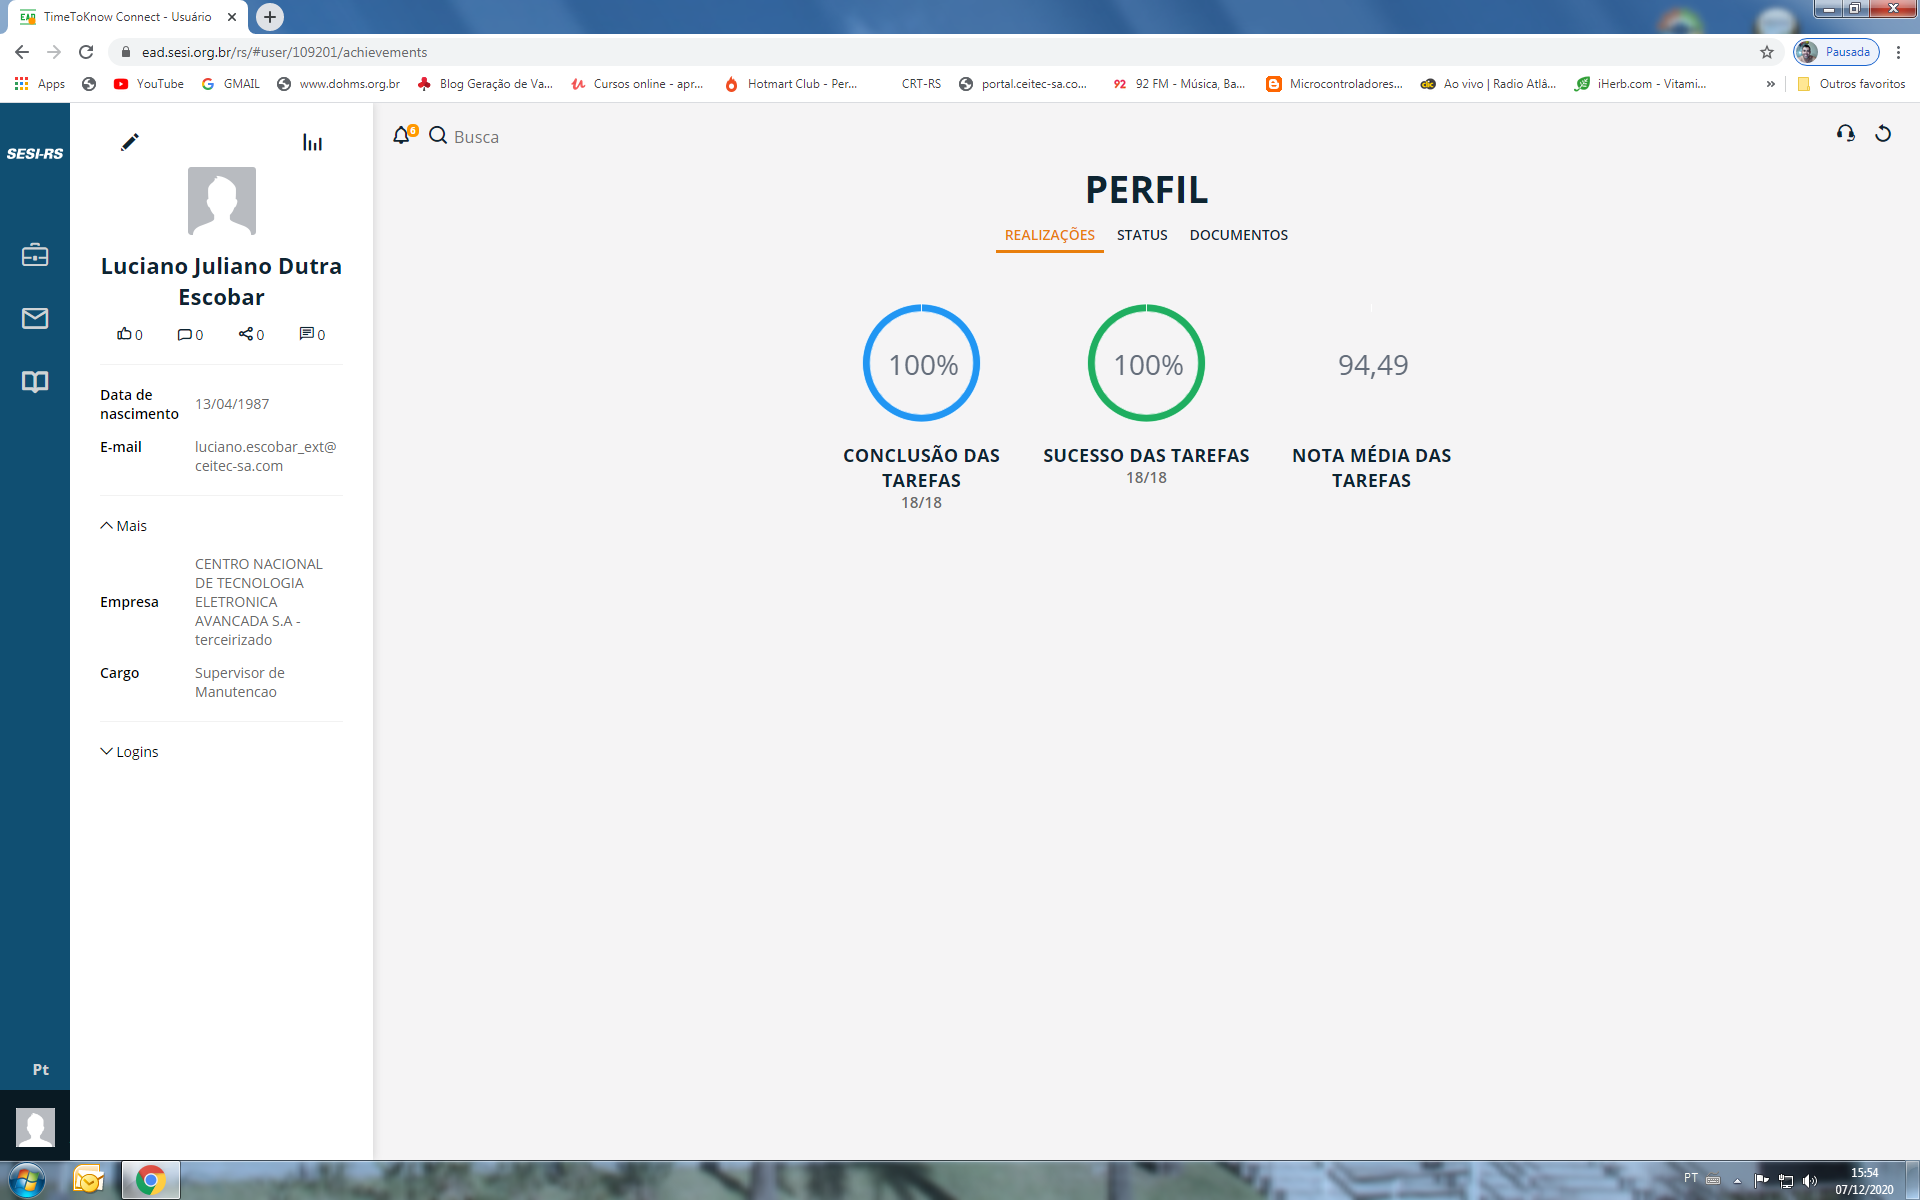 TimeToKnow Connect - Usuário
ead.sesi.org.br/rs/#user/109201/achievements
Pausada
Apps
YouTube
GMAIL
www.dohms.org.br
Blog Geração de Va...
Cursos online - apr...
Hotmart Club - Per...
CRT-RS
portal.ceitec-sa.co...
92 FM - Música, Ba...
Microcontroladores...
Ao vivo | Radio Atlâ...
iHerb.com - Vitami...
»
Outros favoritos
SESI-RS
6
Busca
Luciano Juliano Dutra
Escobar
0 0 0 0
Data de
nascimento
13/04/1987
E-mail
luciano.escobar_ext@
ceitec-sa.com
Mais
Empresa
CENTRO NACIONAL
DE TECNOLOGIA
ELETRONICA
AVANCADA S.A -
terceirizado
Cargo
Supervisor de
Manutencao
Logins
PERFIL
REALIZAÇÕES STATUS DOCUMENTOS
100%
CONCLUSÃO DAS
TAREFAS
18/18
100%
SUCESSO DAS TAREFAS
18/18
94,49
NOTA MÉDIA DAS
TAREFAS
Pt
PT
15:54
07/12/2020